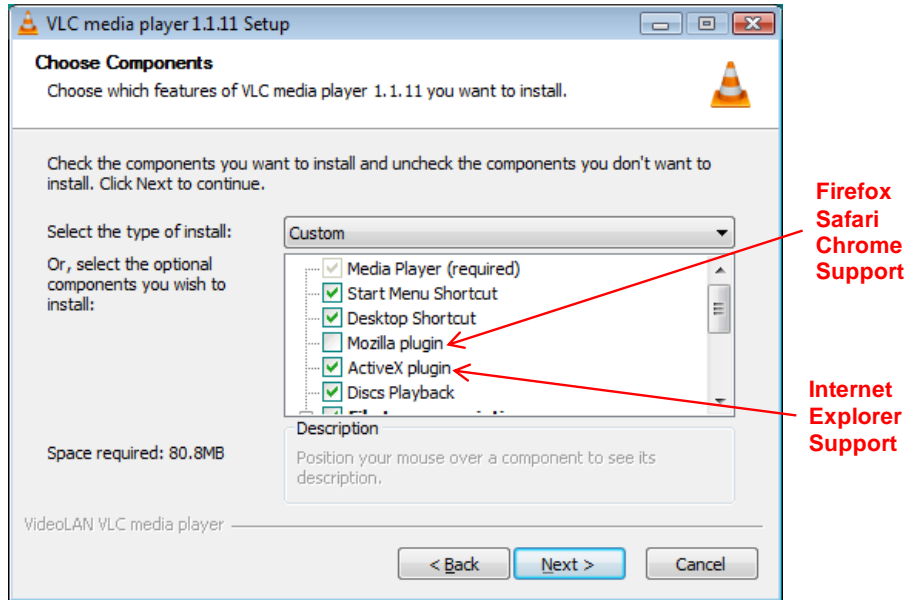 VLC media player 1.1.11 Setup
Choose Components
Choose which features of VLC media player 1.1.11 you want to install.
Check the components you want to install and uncheck the components you don't want to
install. Click Next to continue.
Select the type of install:
Custom
Or, select the optional
components you wish to
install:
Media Player (required)
Start Menu Shortcut
Desktop Shortcut
Mozilla plugin
ActiveX plugin
Discs Playback
Space required: 80.8MB
Description
Position your mouse over a component to see its
description.
VideoLAN VLC media player
< Back
Next >
Cancel
Firefox
Safari
Chrome
Support
Internet
Explorer
Support